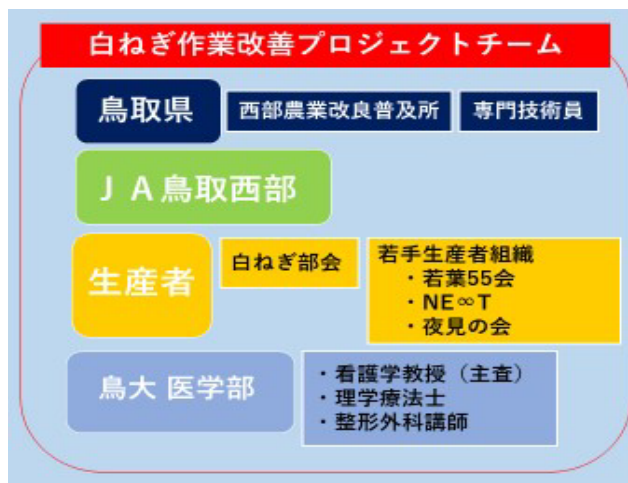 白ねぎ作業改善プロジェクトチーム
鳥取県
西部農業改良普及所
専門技術員
ＪＡ鳥取西部
生産者
白ねぎ部会
若手生産者組織
・若葉55会
・NE∞T
・夜見の会
鳥大 医学部
・看護学教授（主査）
・理学療法士
・整形外科講師